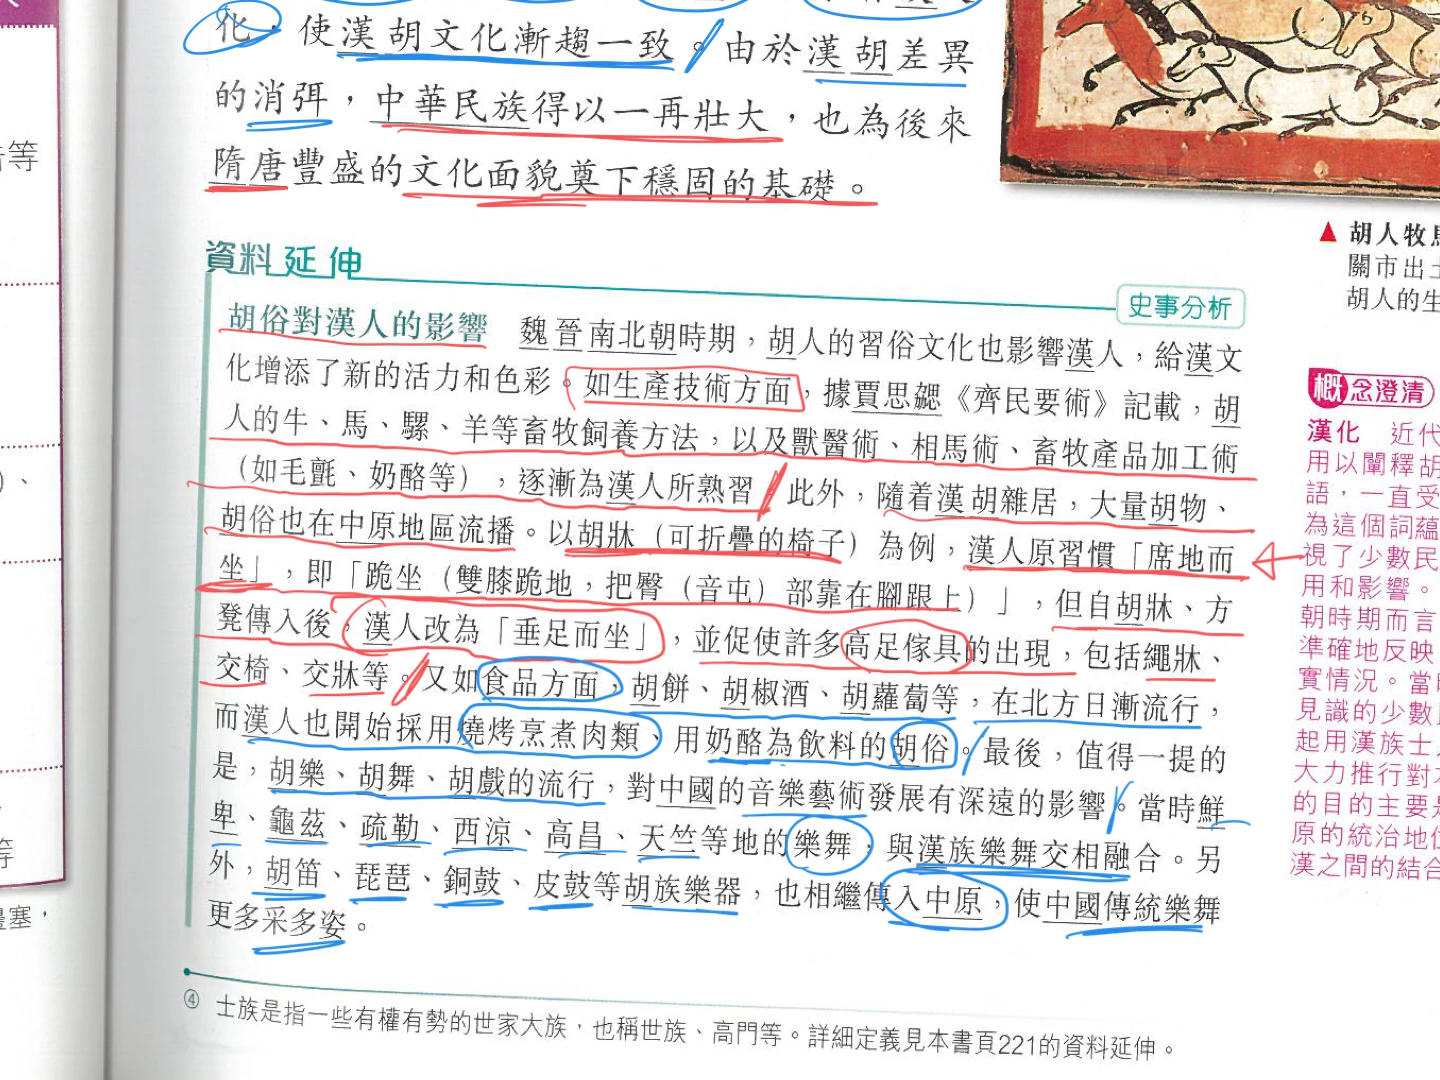 化，使漢胡文化漸趨一致。由於漢胡差異
的消弭，中華民族得以一再壯大，也為後來
隋唐豐盛的文化面貌奠下穩固的基礎。
資料延伸
史事分析
胡俗對漢人的影響　魏晉南北朝時期，胡人的習俗文化也影響漢人，給漢文
化增添了新的活力和色彩。如生產技術方面，據賈思勰《齊民要術》記載，胡
人的牛、馬、騾、羊等畜牧飼養方法，以及獸醫術、相馬術、畜牧產品加工術
（如毛氈、奶酪等），逐漸為漢人所熟習。此外，隨着漢胡雜居，大量胡物、
胡俗也在中原地區流播。以胡牀（可折疊的椅子）為例，漢人原習慣「席地而
坐」，即「跪坐（雙膝跪地，把臀（音屯）部靠在腳跟上）」，但自胡牀、方
凳傳入後，漢人改為「垂足而坐」，並促使許多高足傢具的出現，包括繩牀、
交椅、交牀等。又如食品方面，胡餅、胡椒酒、胡蘿蔔等，在北方日漸流行，
而漢人也開始採用燒烤烹煮肉類、用奶酪為飲料的胡俗。最後，值得一提的
是，胡樂、胡舞、胡戲的流行，對中國的音樂藝術發展有深遠的影響。當時鮮
卑、龜茲、疏勒、西涼、高昌、天竺等地的樂舞，與漢族樂舞交相融合。另
外，胡笛、琵琶、銅鼓、皮鼓等胡族樂器，也相繼傳入中原，使中國傳統樂舞
更多采多姿。
④ 士族是指一些有權有勢的世家大族，也稱世族、高門等。詳細定義見本書頁221的資料延伸。
▲ 胡人牧馬
關市出土
胡人的生
概念澄清
漢化　近代
用以闡釋胡
語，一直受
為這個詞蘊
視了少數民
用和影響。
朝時期而言
準確地反映
實情況。當時
見識的少數民
起用漢族士
大力推行對
的目的主要是
原的統治地位
漢之間的結合
等
）、
等
塞，